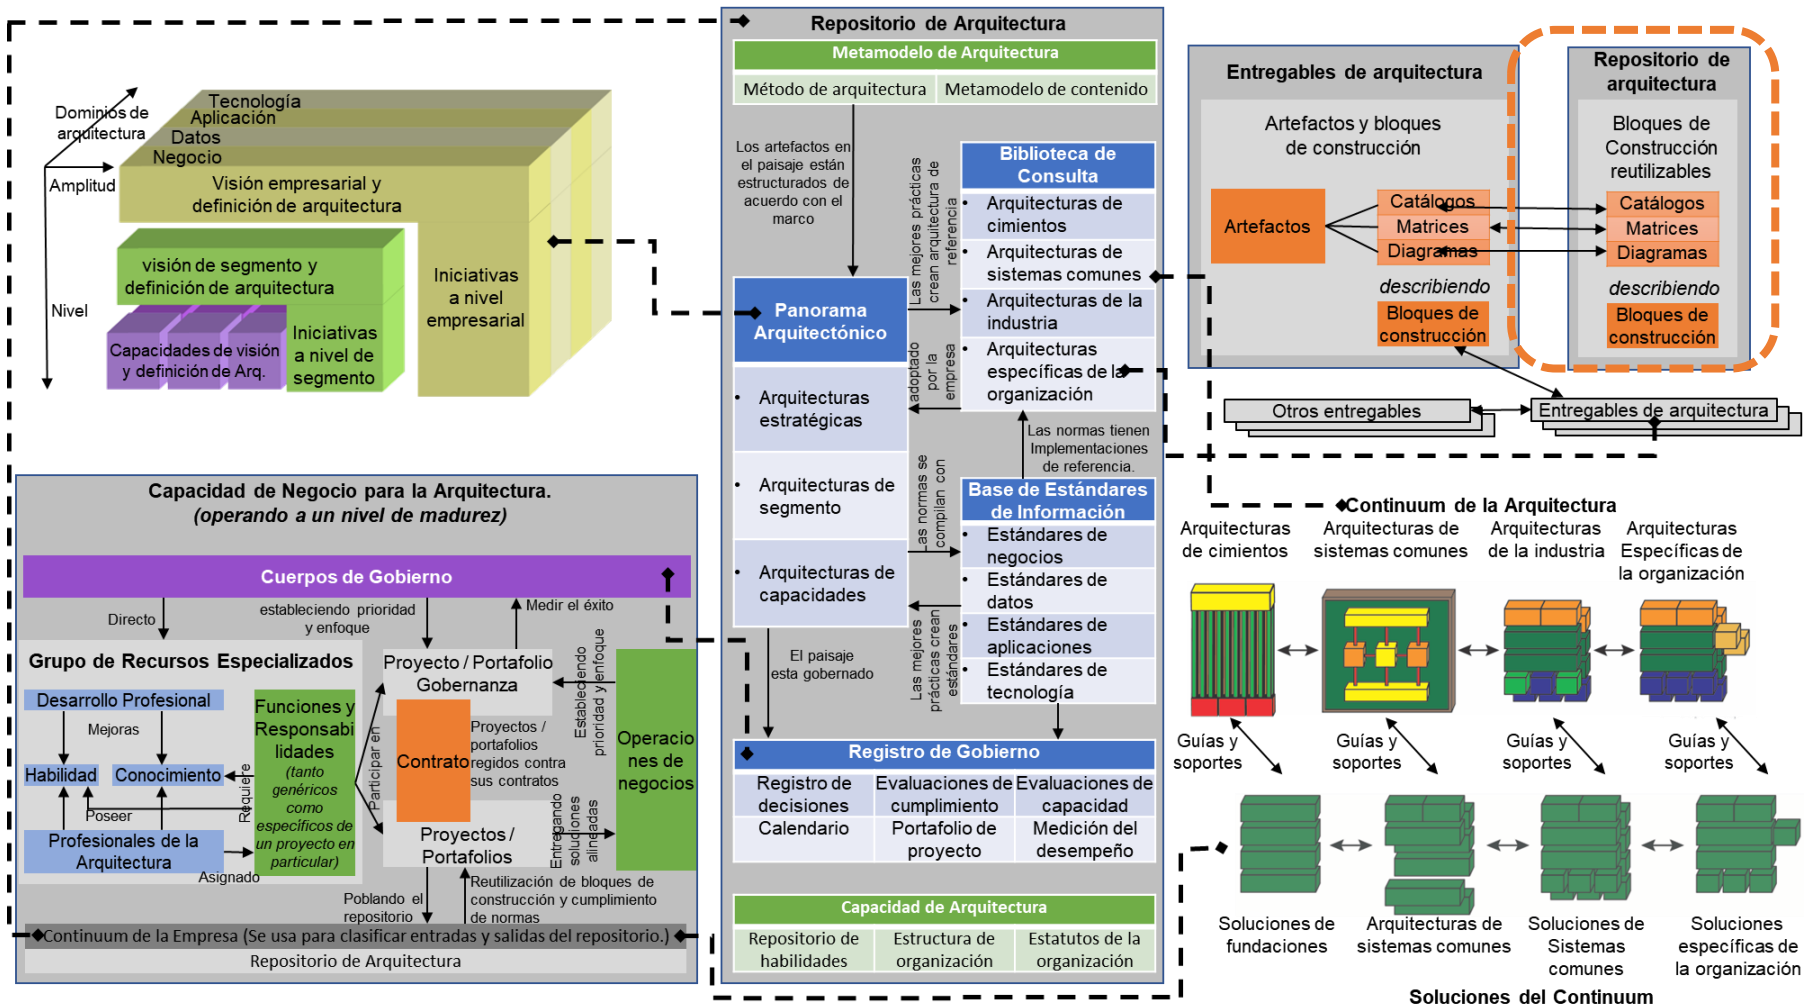 Repositorio de Arquitectura
Metamodelo de Arquitectura
Método de arquitectura
Metamodelo de contenido
Los artefactos en
el paisaje están
estructurados de
acuerdo con el
marco
Las mejores prácticas
crean arquitectura de
referencia
Biblioteca de
Consulta
• Arquitecturas de
cimientos
• Arquitecturas de
sistemas comunes
• Arquitecturas de la
industria
• Arquitecturas
específicas de la
organización
Panorama
Arquitectónico
• Arquitecturas
estratégicas
• Arquitecturas de
segmento
• Arquitecturas de
capacidades
adoptado
por la
empresa
Las normas tienen
Implementaciones
de referencia.
Las normas se
compilan con
Base de Estándares
de Información
• Estándares de
negocios
• Estándares de
datos
• Estándares de
aplicaciones
• Estándares de
tecnología
Las mejores
prácticas crean
estándares
El paisaje
esta gobernado
Registro de Gobierno
Registro de
decisiones
Evaluaciones de
cumplimiento
Evaluaciones de
capacidad
Calendario
Portafolio de
proyecto
Medición del
desempeño
Capacidad de Arquitectura
Repositorio de
habilidades
Estructura de
organización
Estatutos de la
organización
Dominios de
arquitectura
Amplitud
Nivel
Tecnología
Aplicación
Datos
Negocio
Visión empresarial y
definición de arquitectura
visión de segmento y
definición de arquitectura
Iniciativas
a nivel
empresarial
Capacidades de visión
y definición de Arq.
Iniciativas
a nivel de
segmento
Capacidad de Negocio para la Arquitectura.
(operando a un nivel de madurez)
Cuerpos de Gobierno
Directo
estableciendo prioridad
y enfoque
Medir el éxito
Grupo de Recursos Especializados
Desarrollo Profesional
Mejoras
Habilidad
Conocimiento
Poseer
Requiere
Profesionales de la
Arquitectura
Asignado
Funciones y
Responsabi
lidades
(tanto
genéricos
como
específicos de
un proyecto en
particular)
Participar en
Proyecto / Portafolio
Gobernanza
Contrato
Proyectos /
portafolios
regidos contra
sus contratos
Proyectos /
Portafolios
Estableciendo
prioridad y enfoque
Entregando
soluciones
alineadas
Operacio
nes de
negocios
Poblando el
repositorio
Reutilización de bloques de
construcción y cumplimiento
de normas
Continuum de la Empresa (Se usa para clasificar entradas y salidas del repositorio.)
Repositorio de Arquitectura
Entregables de arquitectura
Artefactos y bloques
de construcción
Artefactos
Catálogos
Matrices
Diagramas
describiendo
Bloques de
construcción
Repositorio de
arquitectura
Bloques de
Construcción
reutilizables
Catálogos
Matrices
Diagramas
describiendo
Bloques de
construcción
Otros entregables
Entregables de arquitectura
Continuum de la Arquitectura
Arquitecturas
de cimientos
Arquitecturas de
sistemas comunes
Arquitecturas
de la industria
Arquitecturas
Específicas de
la organización
Guías y
soportes
Guías y
soportes
Guías y
soportes
Guías y
soportes
Soluciones de
fundaciones
Arquitecturas de
sistemas comunes
Soluciones de
Sistemas
comunes
Soluciones
específicas de
la organización
Soluciones del Continuum